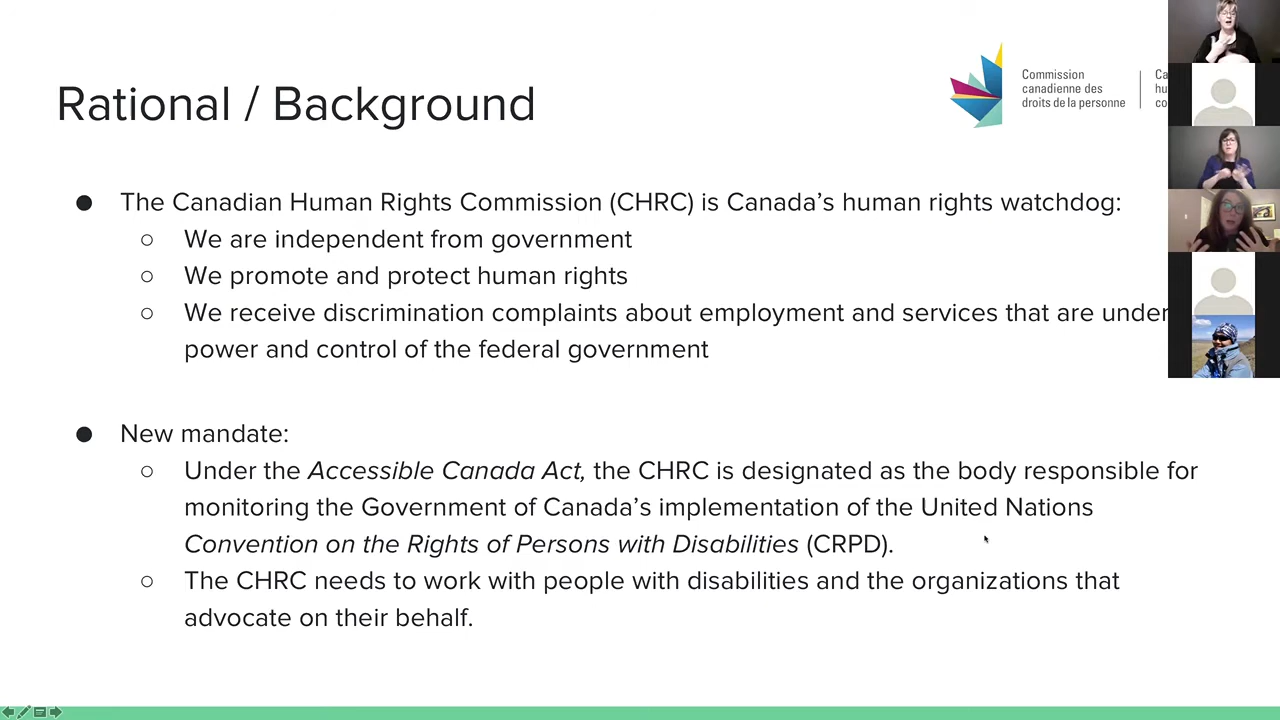 Rational / Background
Commission
canadienne des
droits de la personne
● The Canadian Human Rights Commission (CHRC) is Canada’s human rights watchdog:
○ We are independent from government
○ We promote and protect human rights
○ We receive discrimination complaints about employment and services that are under
power and control of the federal government
● New mandate:
○ Under the Accessible Canada Act, the CHRC is designated as the body responsible for
monitoring the Government of Canada’s implementation of the United Nations
Convention on the Rights of Persons with Disabilities (CRPD).
○ The CHRC needs to work with people with disabilities and the organizations that
advocate on their behalf.